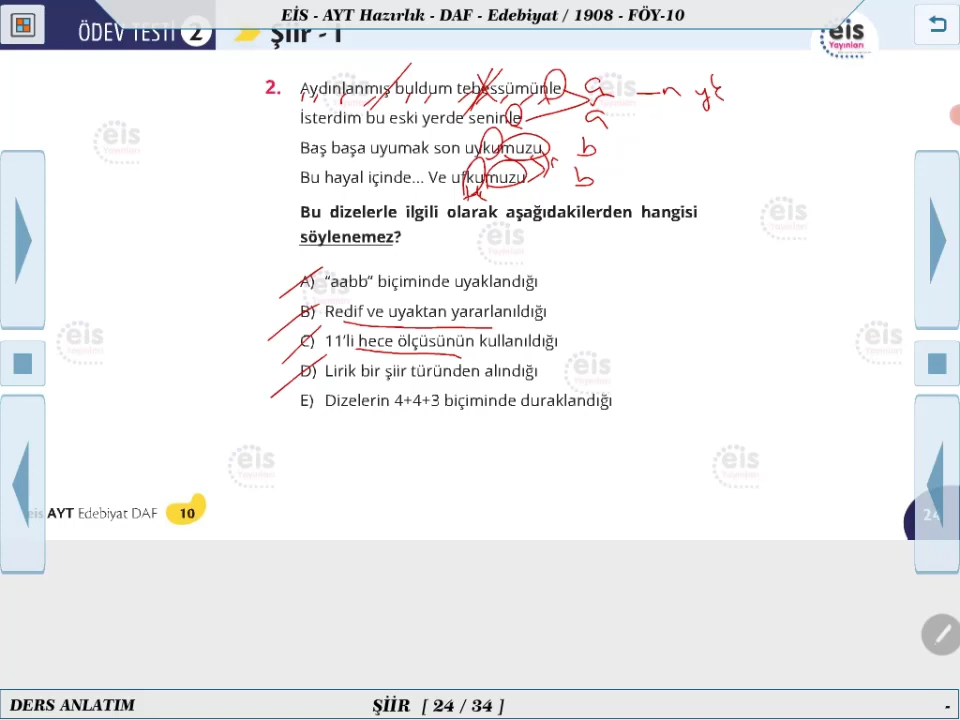 EİS - AYT Hazırlık - DAF - Edebiyat / 1908 - FÖY-10
ÖDEV TESTİ 2
Şiir - I
eis Yayınları
2. Aydınlanmış buldum tebessümünle a n yk
İsterdim bu eski yerde seninle a
Baş başa uyumak son uykumuzu b
Bu hayal içinde... Ve ufkumuzu b
Bu dizelerle ilgili olarak aşağıdakilerden hangisi
söylenemez?
A) “aabb” biçiminde uyaklandığı
B) Redif ve uyaktan yararlanıldığı
C) 11’li hece ölçüsünün kullanıldığı
D) Lirik bir şiir türünden alındığı
E) Dizelerin 4+4+3 biçiminde duraklandığı
eis AYT Edebiyat DAF 10
24
DERS ANLATIM ŞİİR [ 24 / 34 ] -